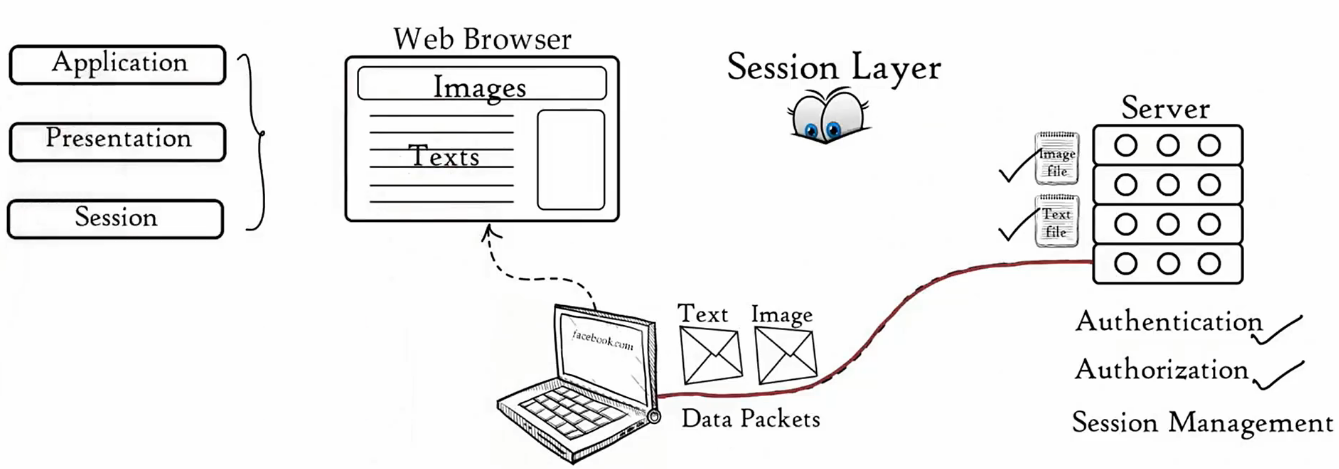 Application
Presentation
Session
Web Browser
Images
Texts
Session Layer
Server
Image
file
Text
file
facebook.com
Text Image
Data Packets
Authentication
Authorization
Session Management